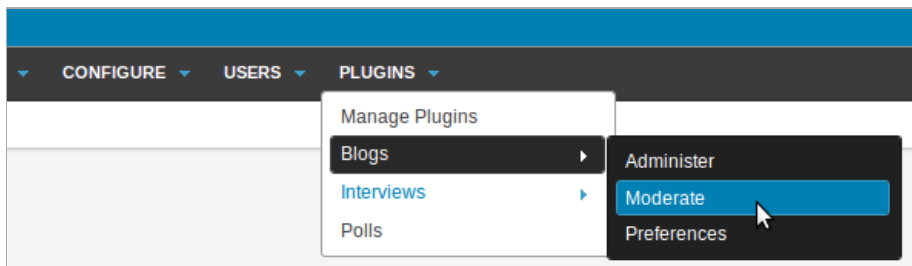 CONFIGURE USERS PLUGINS
Manage Plugins
Blogs
Interviews
Polls
Administer
Moderate
Preferences